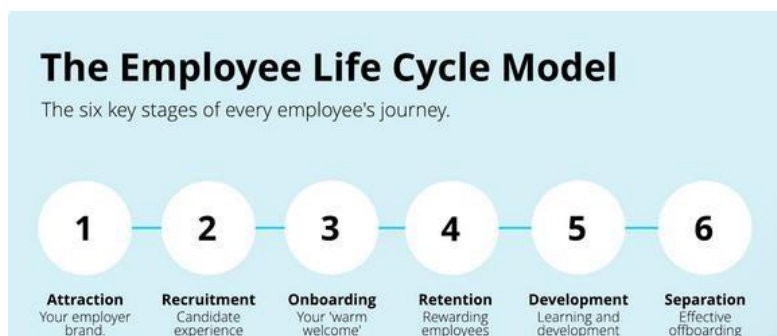 The Employee Life Cycle Model
The six key stages of every employee's journey.
1 2 3 4 5 6
Attraction Recruitment Onboarding Retention Development Separation
Your employer Candidate Your 'warm Rewarding Learning and Effective
brand. experience welcome' employees development offboarding